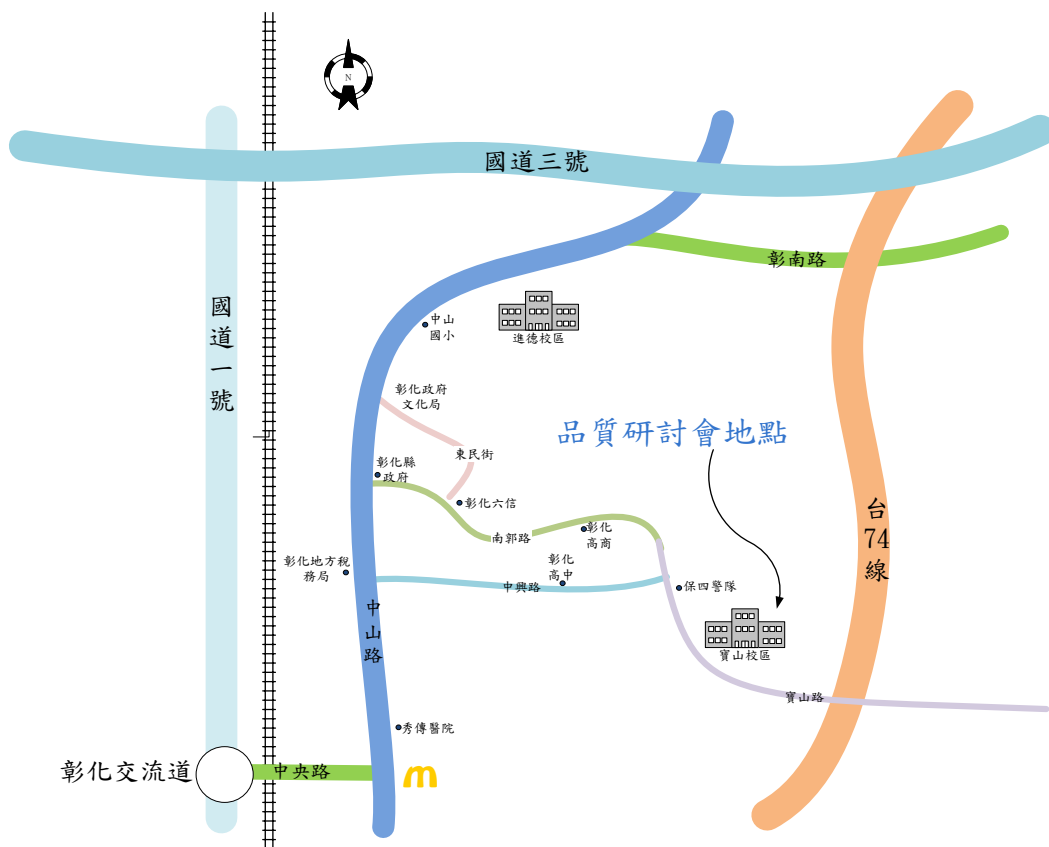 N
國道三號
彰南路
國道一號
中山
國小
進德校區
彰化政府
文化局
品質研討會地點
東民街
彰化縣
政府
彰化六信
台74線
南郭路
彰化
高商
彰化地方稅
務局
彰化
高中
中興路
保四警隊
中山路
寶山校區
寶山路
秀傳醫院
彰化交流道
中央路
m